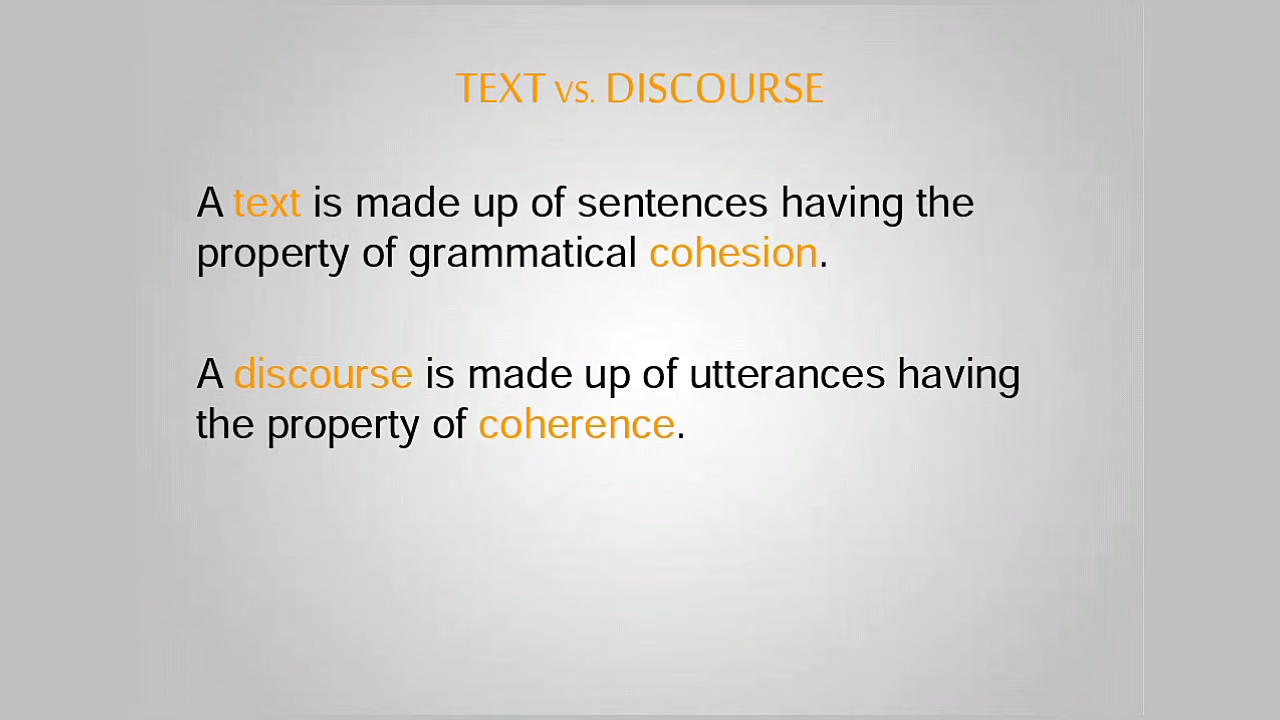 TEXT VS. DISCOURSE
A text is made up of sentences having the
property of grammatical cohesion.
A discourse is made up of utterances having
the property of coherence.